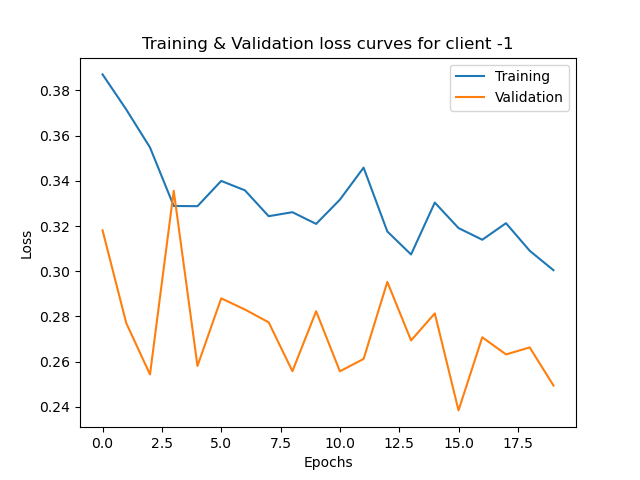 Training & Validation loss curves for client -1
Training
Validation
0.38
0.36
0.34
0.32
0.30
0.28
0.26
0.24
Loss
0.0 2.5 5.0 7.5 10.0 12.5 15.0 17.5
Epochs